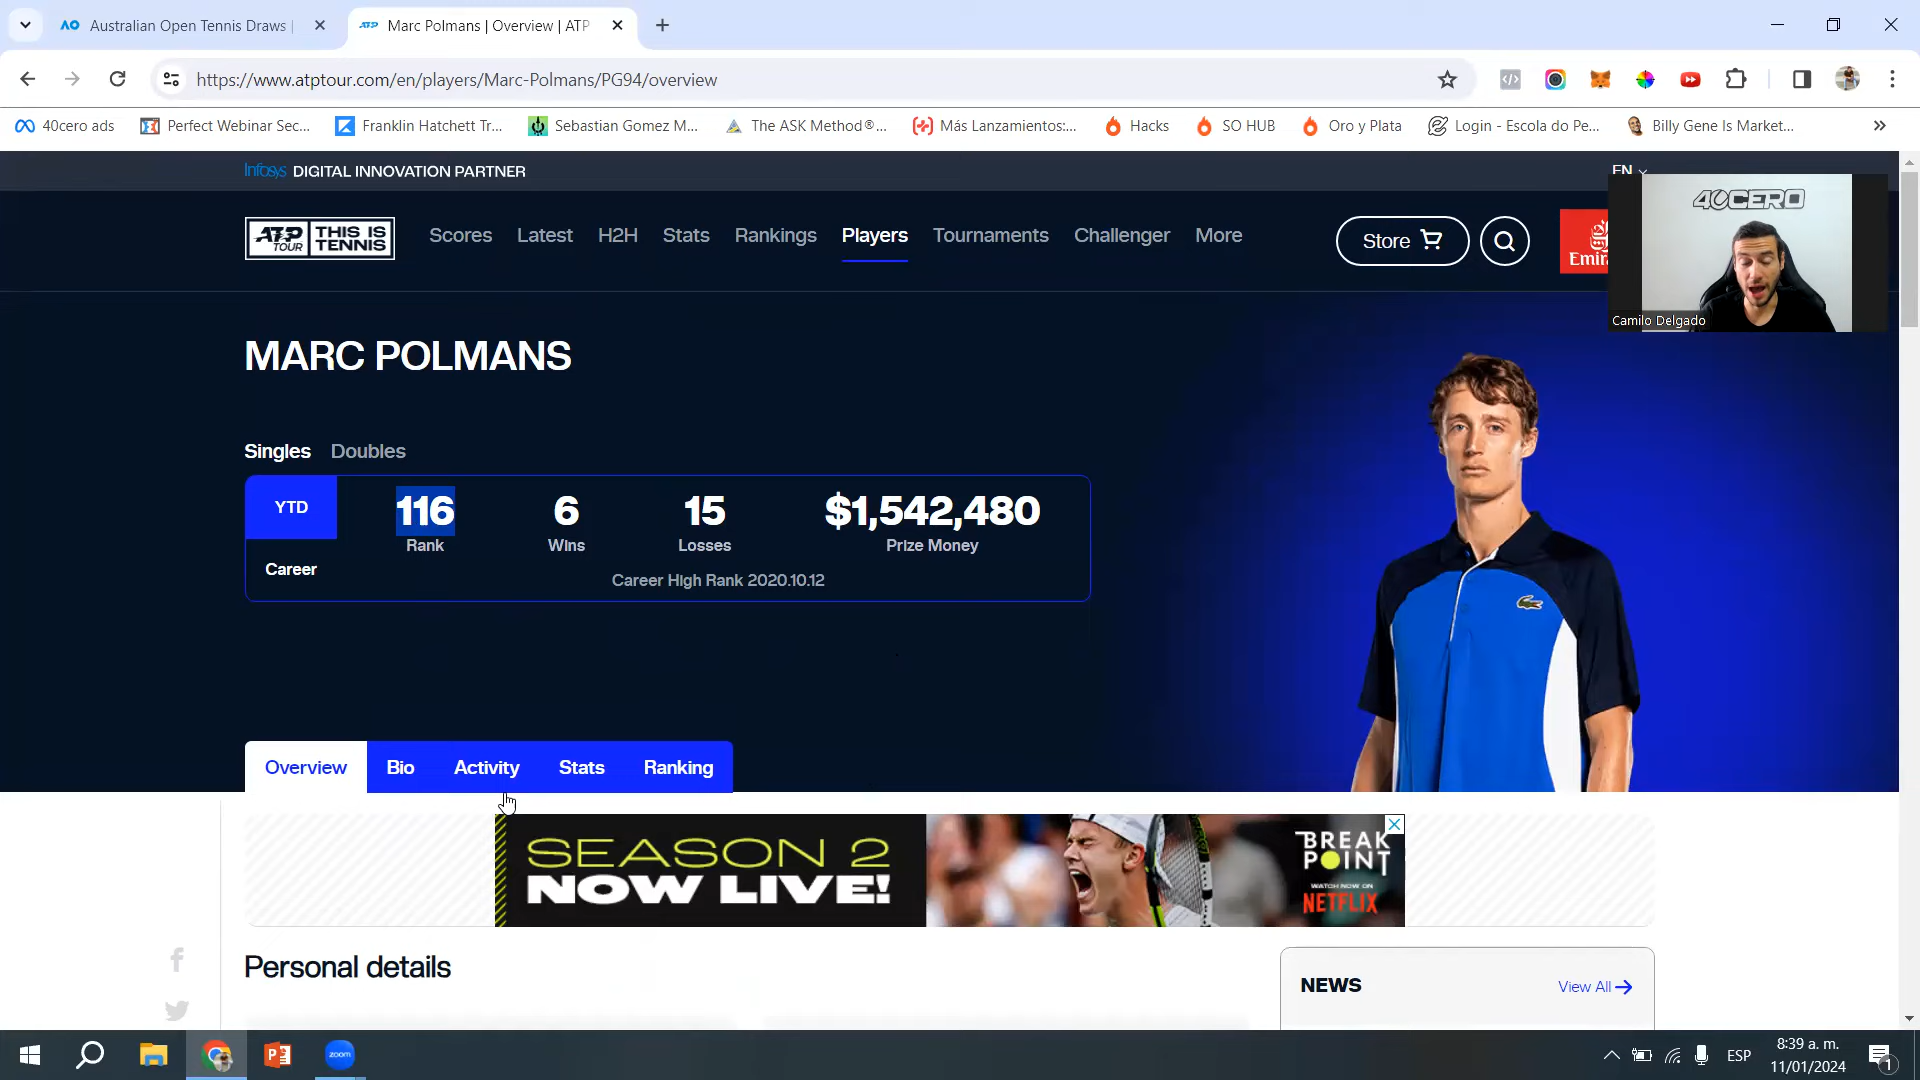 Australian Open Tennis Draws |
ATP Marc Polmans | Overview | ATP
https://www.atptour.com/en/players/Marc-Polmans/PG94/overview
40cero ads
Perfect Webinar Sec...
Franklin Hatchett Tr...
Sebastian Gomez M...
The ASK Method®...
Más Lanzamientos:...
Hacks
SO HUB
Oro y Plata
Login - Escola do Pe...
Billy Gene Is Market...
Infosys DIGITAL INNOVATION PARTNER
EN
ATP TOUR THIS IS TENNIS
Scores
Latest
H2H
Stats
Rankings
Players
Tournaments
Challenger
More
Store
40CERO
Camilo Delgado
MARC POLMANS
Singles Doubles
YTD
116
6
15
$1,542,480
Rank
Wins
Losses
Prize Money
Career
Career High Rank 2020.10.12
Overview
Bio
Activity
Stats
Ranking
SEASON 2
NOW LIVE!
BREAK
POINT
WATCH NOW ON
NETFLIX
Personal details
NEWS
View All
zoom
ESP
8:39 a. m.
11/01/2024
1